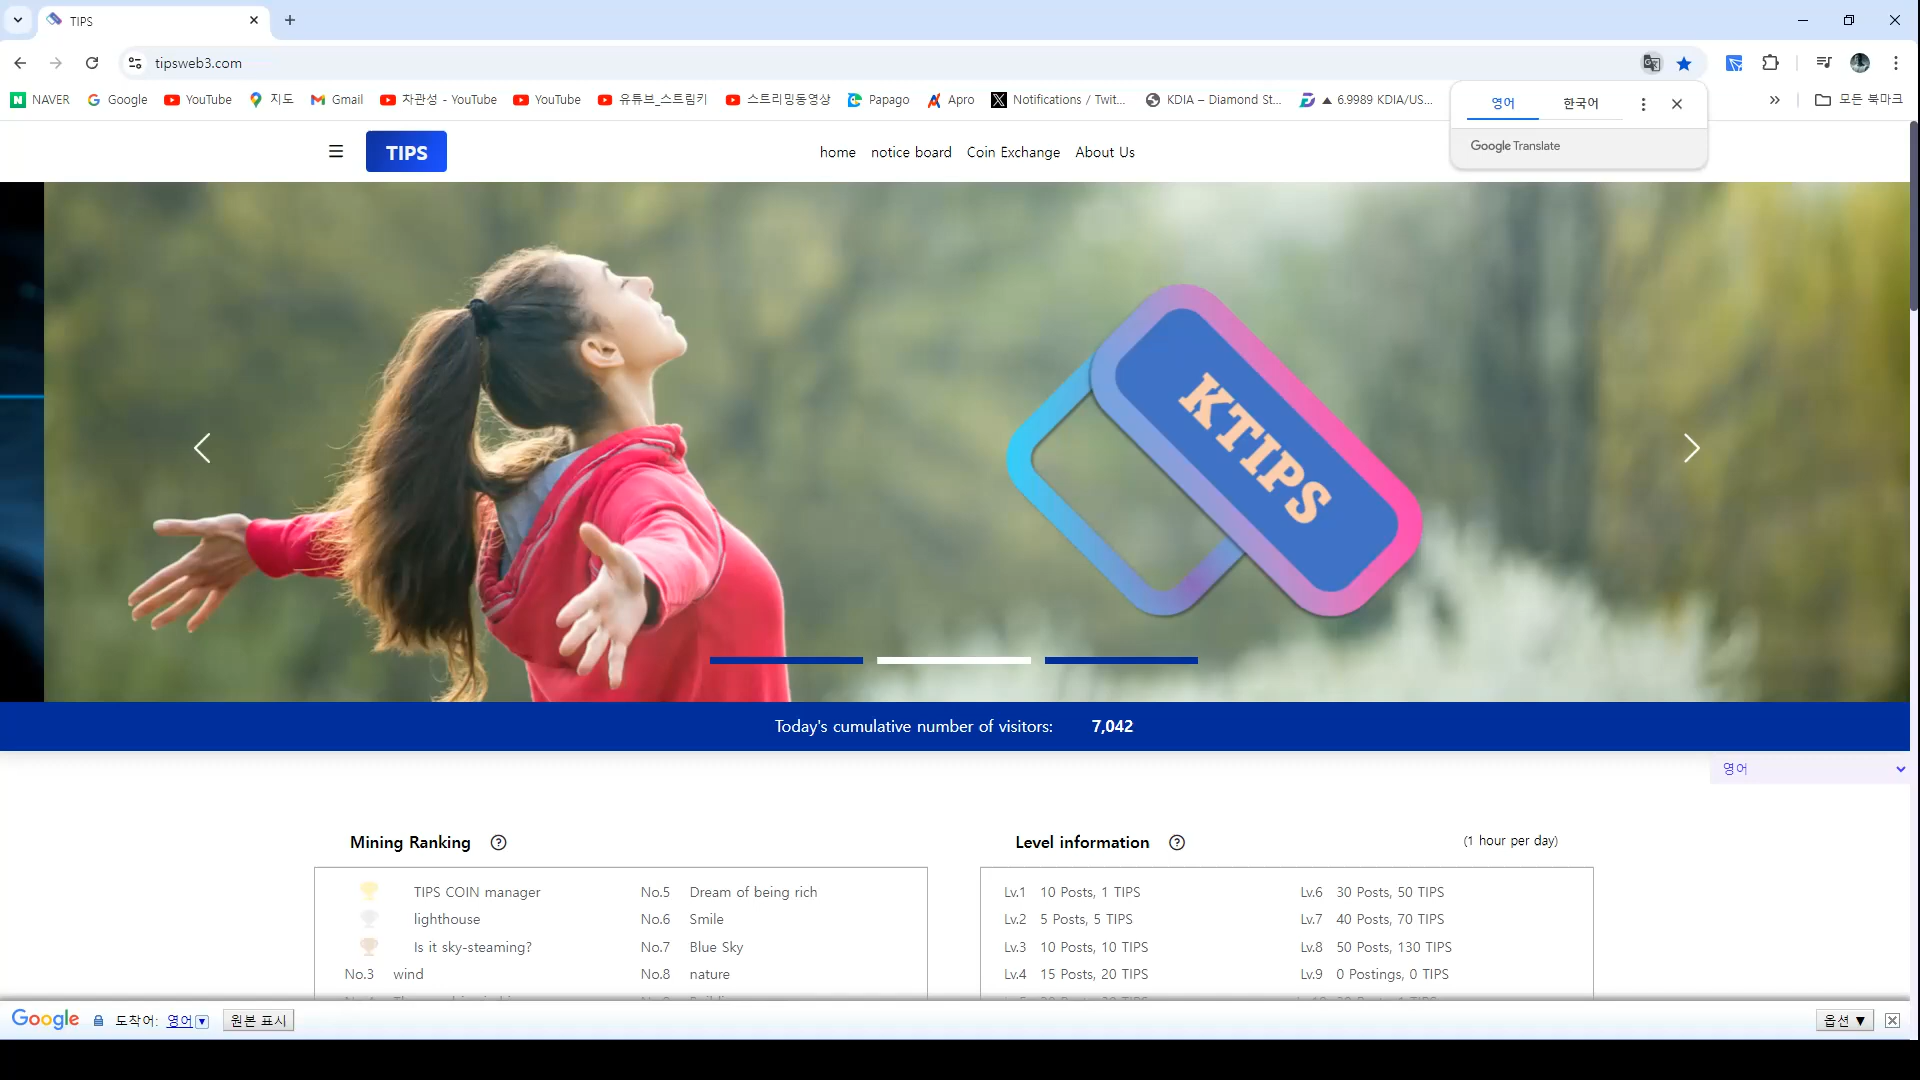 TIPS
tipsweb3.com
NAVER Google YouTube 지도 Gmail 차관성 - YouTube YouTube 유튜브_스트림키 스트리밍동영상 Papago Apro Notifications / Twit... KDIA – Diamond St... ▲ 6.9989 KDIA/US... » 모든 북마크
영어 한국어
Google Translate
TIPS home notice board Coin Exchange About Us
KTIPS
Today's cumulative number of visitors: 7,042
영어
Mining Ranking
TIPS COIN manager No.5 Dream of being rich
lighthouse No.6 Smile
Is it sky-steaming? No.7 Blue Sky
No.3 wind No.8 nature
Level information (1 hour per day)
Lv.1 10 Posts, 1 TIPS Lv.6 30 Posts, 50 TIPS
Lv.2 5 Posts, 5 TIPS Lv.7 40 Posts, 70 TIPS
Lv.3 10 Posts, 10 TIPS Lv.8 50 Posts, 130 TIPS
Lv.4 15 Posts, 20 TIPS Lv.9 0 Postings, 0 TIPS
Google 도착어: 영어▼ 원본 표시 옵션 ▼